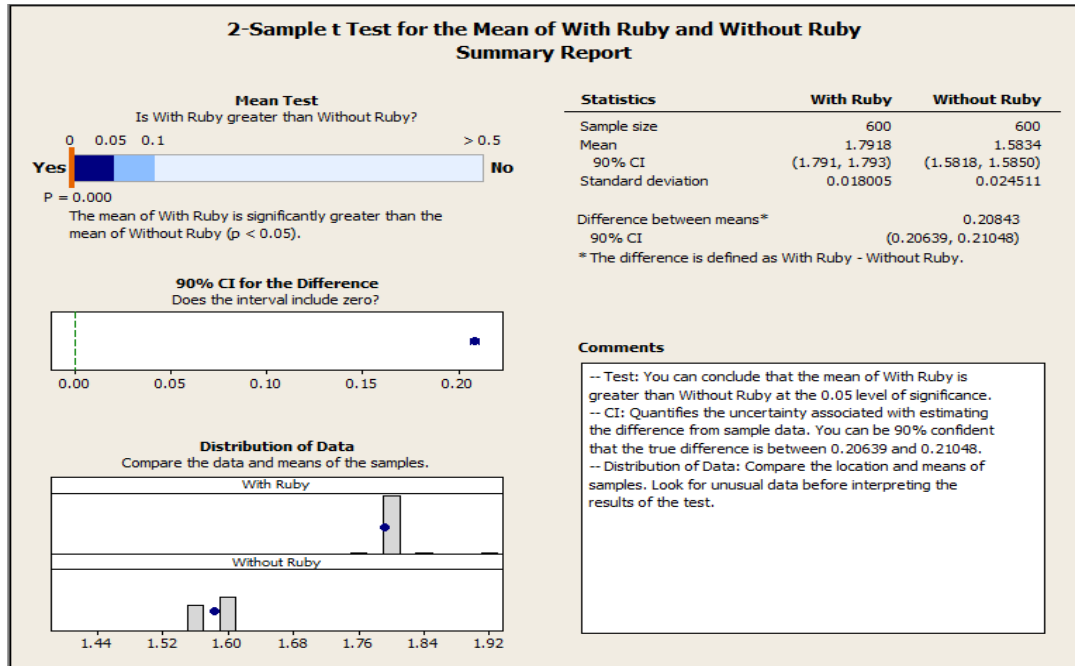 2-Sample t Test for the Mean of With Ruby and Without Ruby
Summary Report
Mean Test
Is With Ruby greater than Without Ruby?
0 0.05 0.1 > 0.5
Yes No
P = 0.000
The mean of With Ruby is significantly greater than the
mean of Without Ruby (p < 0.05).
90% CI for the Difference
Does the interval include zero?
0.00 0.05 0.10 0.15 0.20
Distribution of Data
Compare the data and means of the samples.
With Ruby
Without Ruby
1.44 1.52 1.60 1.68 1.76 1.84 1.92
Statistics With Ruby Without Ruby
Sample size 600 600
Mean 1.7918 1.5834
90% CI (1.791, 1.793) (1.5818, 1.5850)
Standard deviation 0.018005 0.024511
Difference between means* 0.20843
90% CI (0.20639, 0.21048)
* The difference is defined as With Ruby - Without Ruby.
Comments
-- Test: You can conclude that the mean of With Ruby is
greater than Without Ruby at the 0.05 level of significance.
-- CI: Quantifies the uncertainty associated with estimating
the difference from sample data. You can be 90% confident
that the true difference is between 0.20639 and 0.21048.
-- Distribution of Data: Compare the location and means of
samples. Look for unusual data before interpreting the
results of the test.